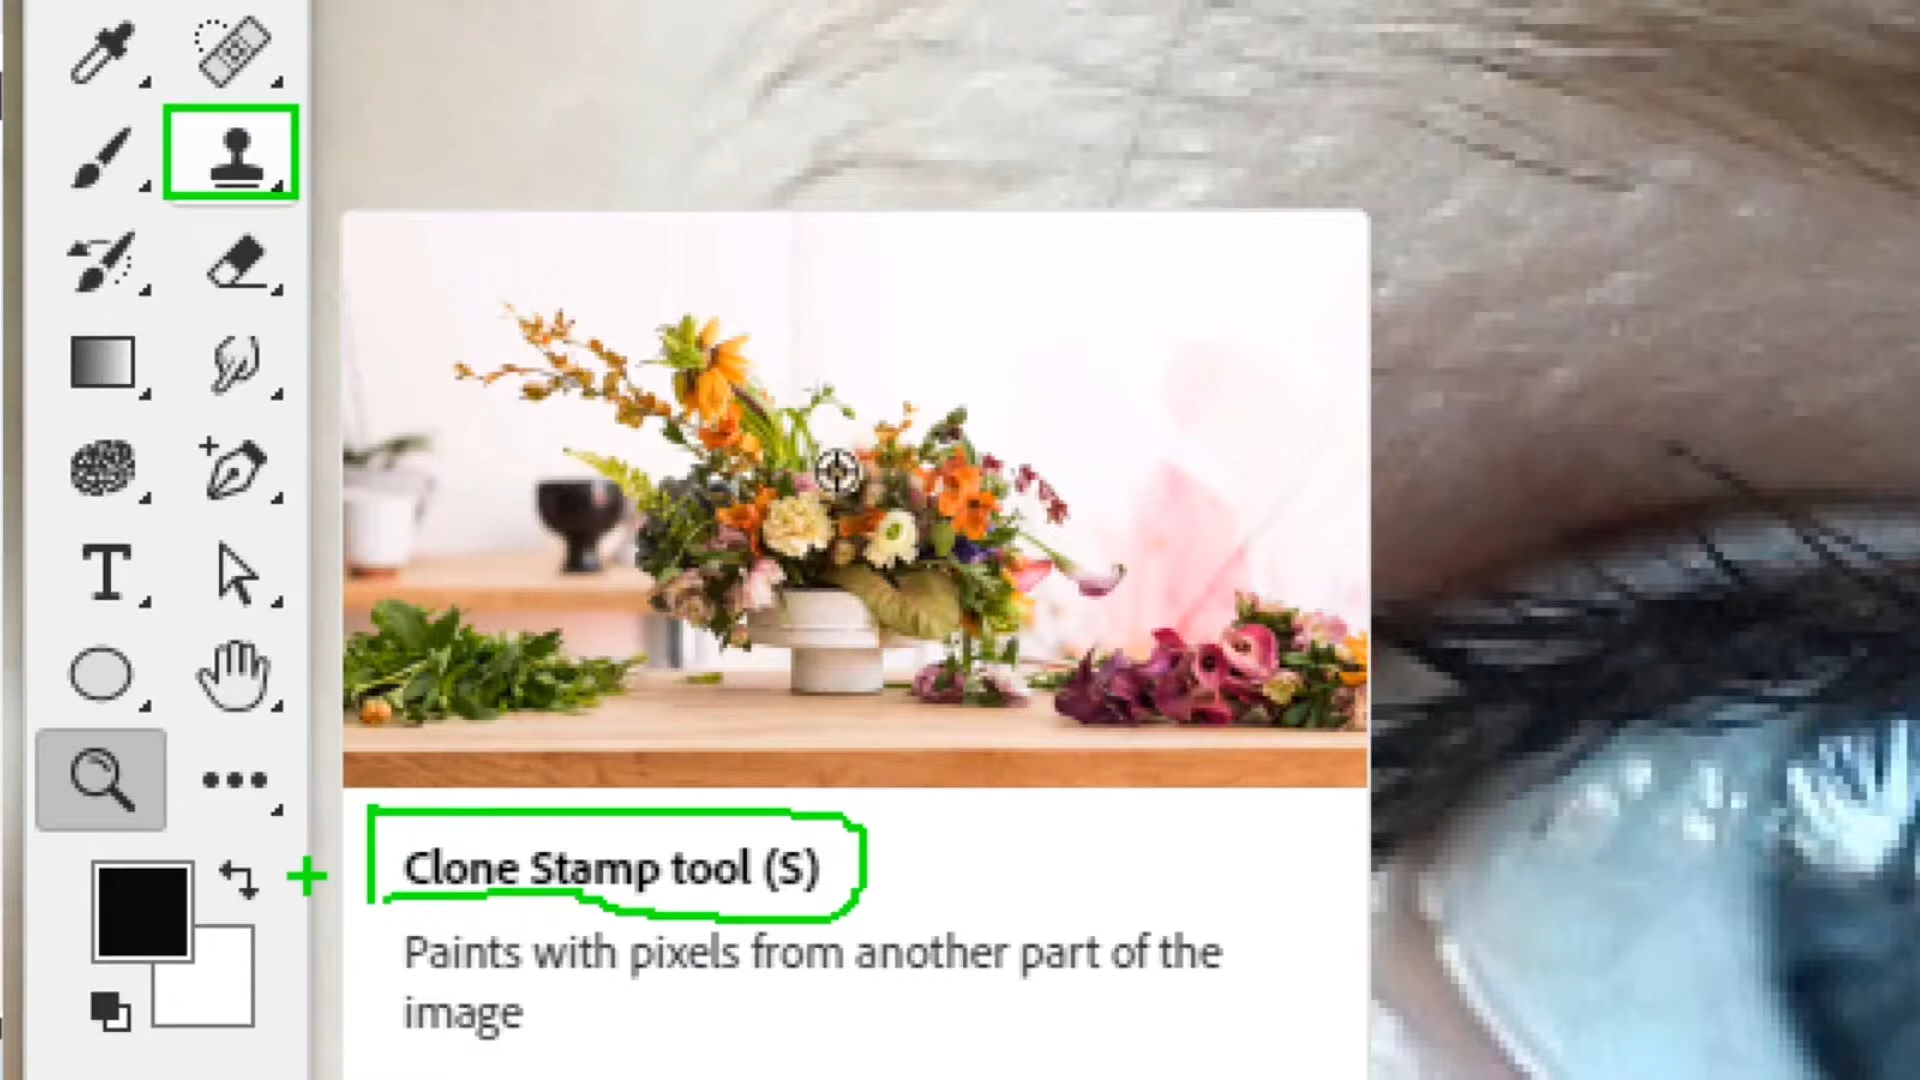 Clone Stamp tool (S)
Paints with pixels from another part of the
image